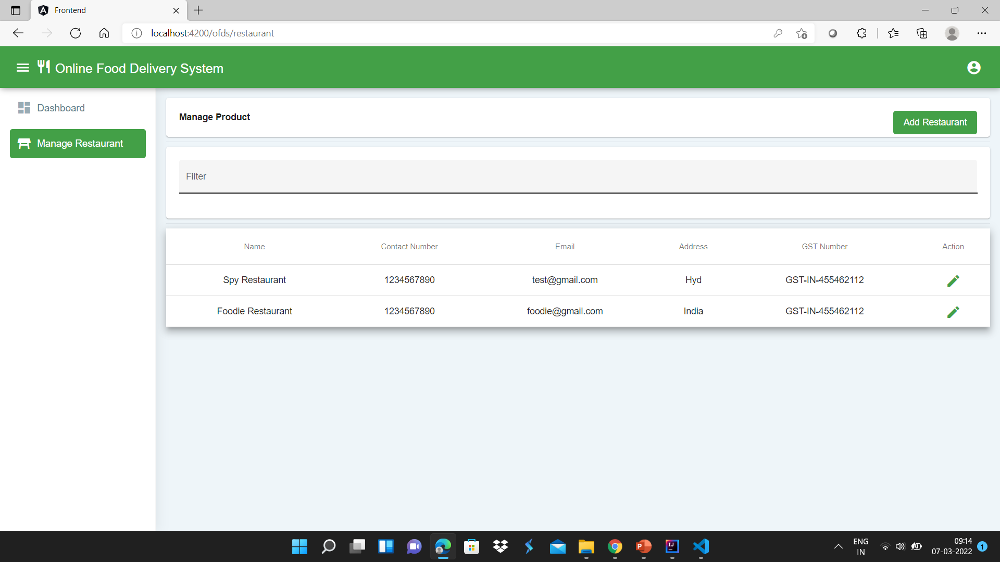 Frontend
localhost:4200/ofds/restaurant
Online Food Delivery System
Dashboard
Manage Restaurant
Manage Product
Add Restaurant
Filter
Name Contact Number Email Address GST Number Action
Spy Restaurant 1234567890 test@gmail.com Hyd GST-IN-455462112
Foodie Restaurant 1234567890 foodie@gmail.com India GST-IN-455462112
ENG
IN
09:14
07-03-2022
1